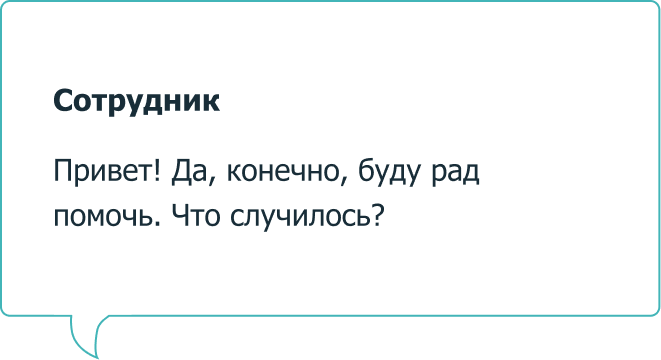 Сотрудник
Привет! Да, конечно, буду рад
помочь. Что случилось?